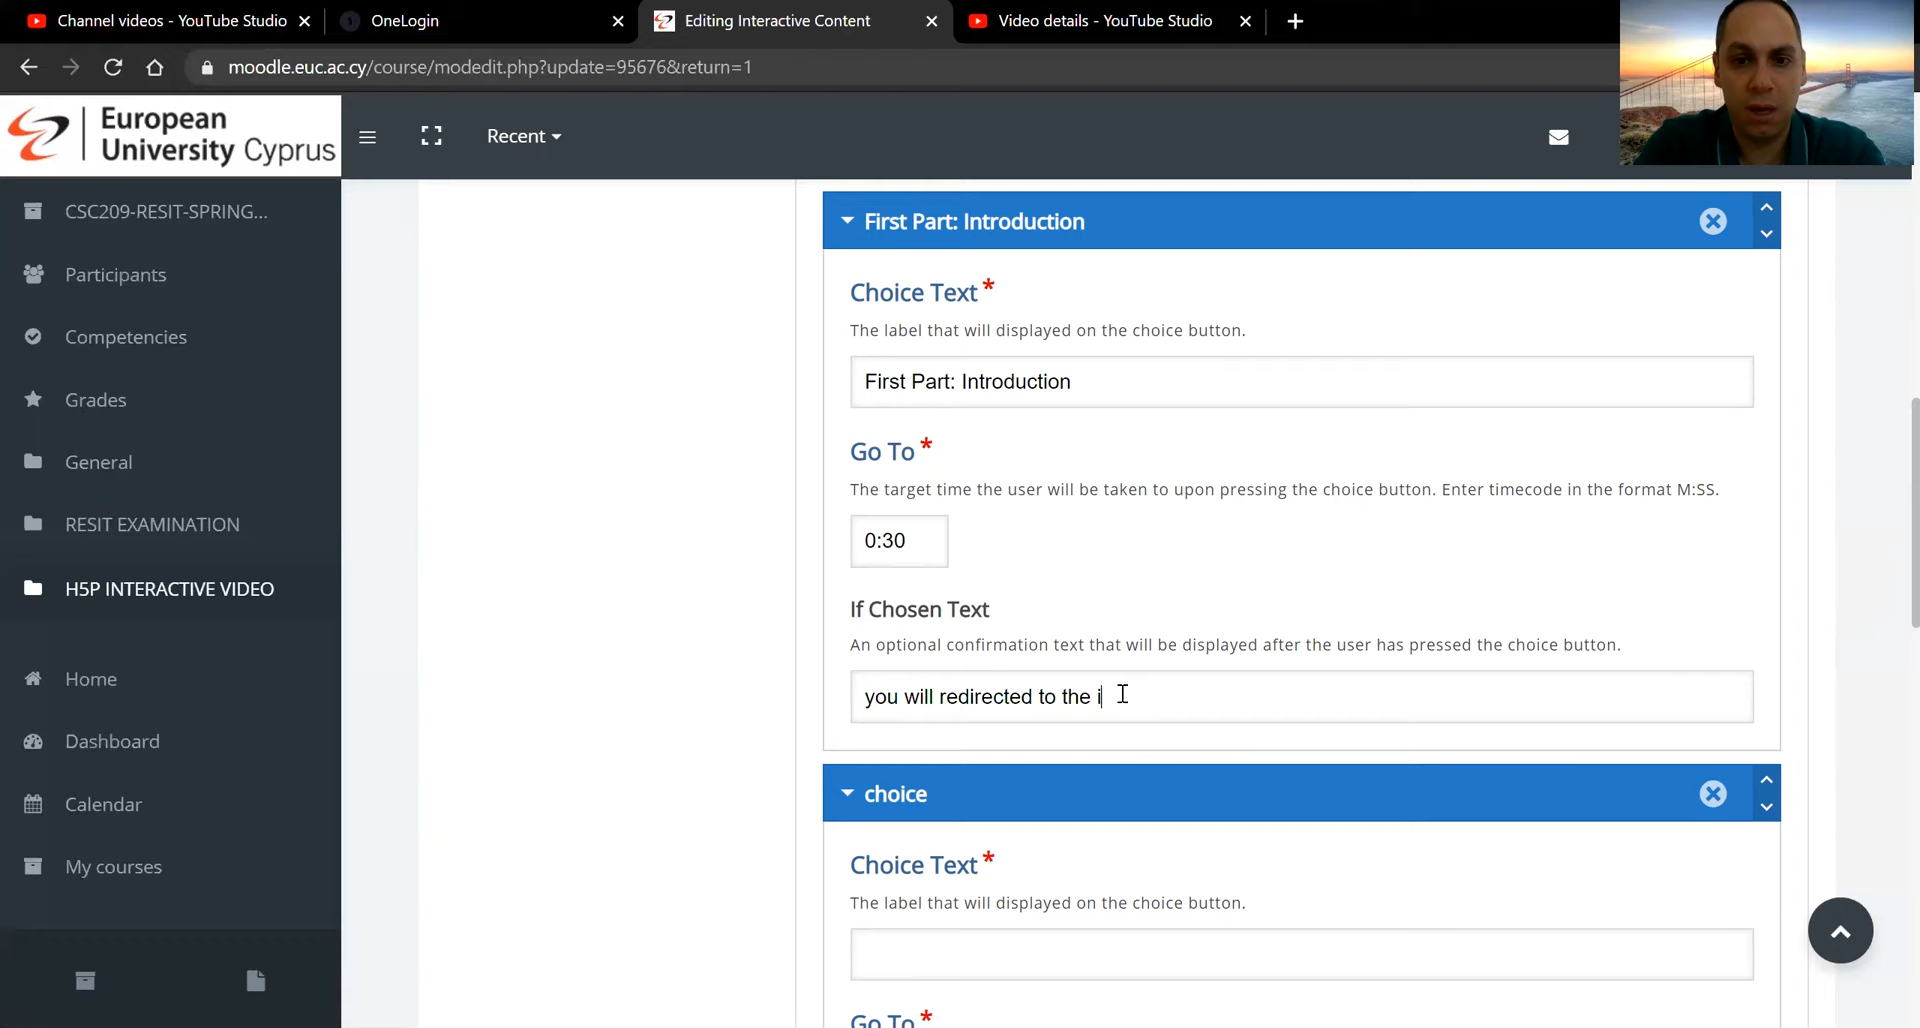 Channel videos - YouTube Studio
OneLogin
Editing Interactive Content
Video details - YouTube Studio
moodle.euc.ac.cy/course/modedit.php?update=95676&return=1
European
University Cyprus
Recent
CSC209-RESIT-SPRING...
Participants
Competencies
Grades
General
RESIT EXAMINATION
H5P INTERACTIVE VIDEO
Home
Dashboard
Calendar
My courses
First Part: Introduction
Choice Text *
The label that will displayed on the choice button.
First Part: Introduction
Go To *
The target time the user will be taken to upon pressing the choice button. Enter timecode in the format M:SS.
0:30
If Chosen Text
An optional confirmation text that will be displayed after the user has pressed the choice button.
you will redirected to the i
choice
Choice Text *
The label that will displayed on the choice button.
Go To *